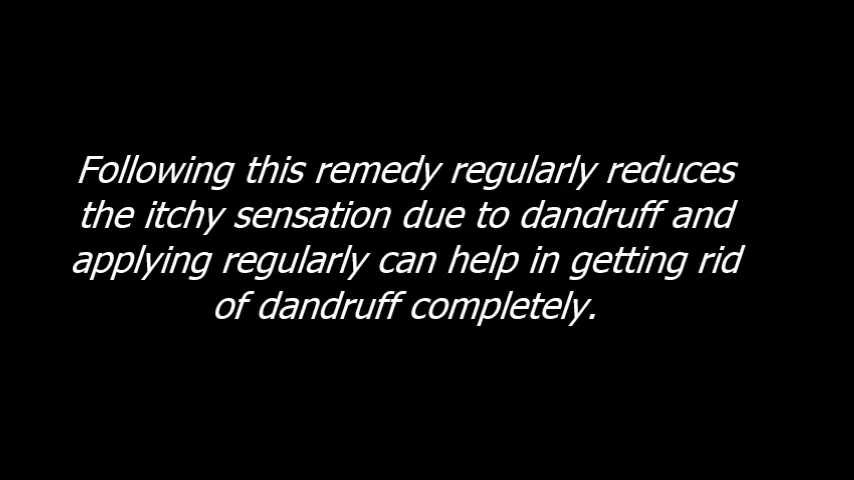 Following this remedy regularly reduces
the itchy sensation due to dandruff and
applying regularly can help in getting rid
of dandruff completely.